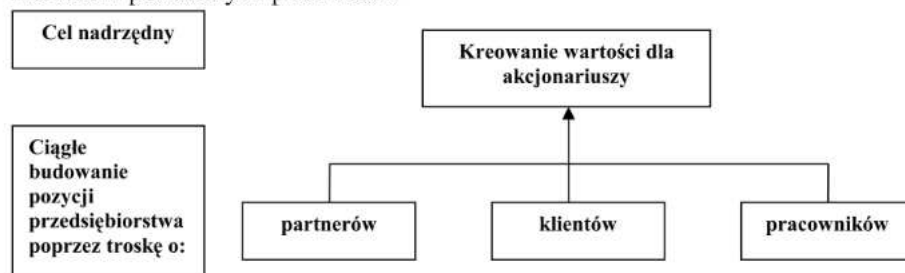 Cel nadrzędny
Kreowanie wartości dla
akcjonariuszy
Ciągłe
budowanie
pozycji
przedsiębiorstwa
poprzez troskę o:
partnerów
klientów
pracowników